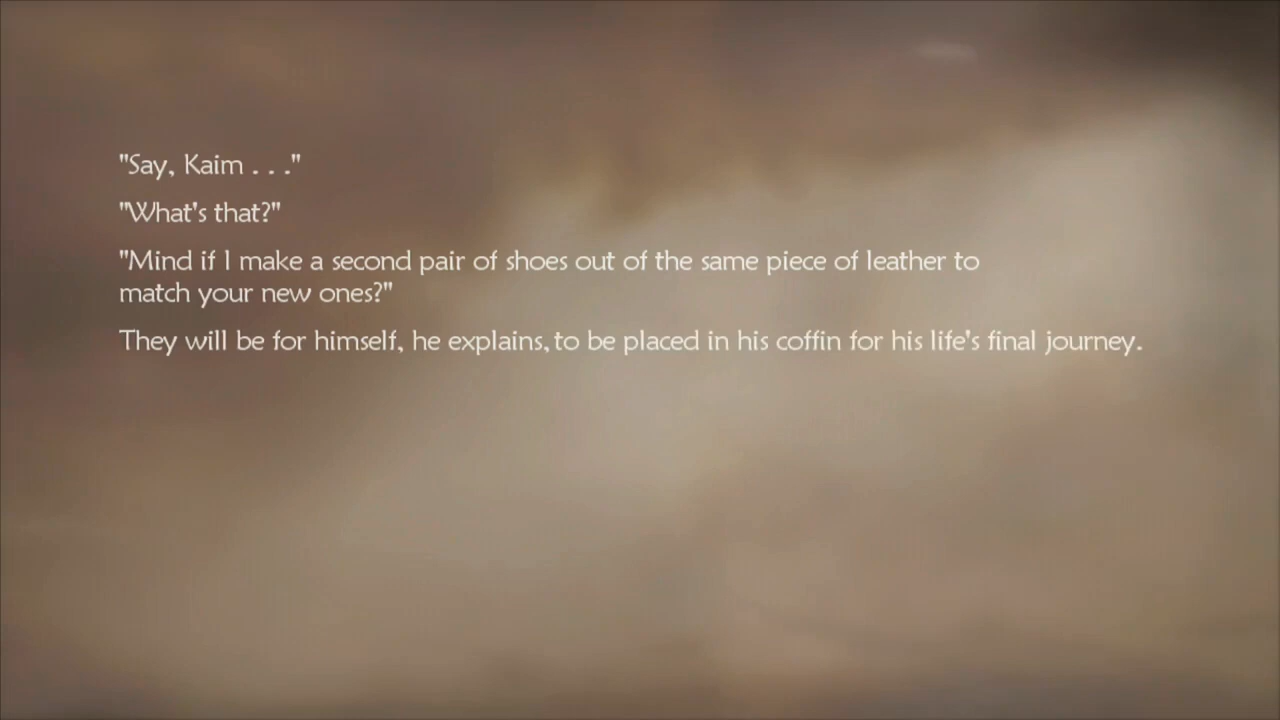 "Say, Kaim . . ."
"What's that?"
"Mind if I make a second pair of shoes out of the same piece of leather to
match your new ones?"
They will be for himself, he explains, to be placed in his coffin for his life's final journey.